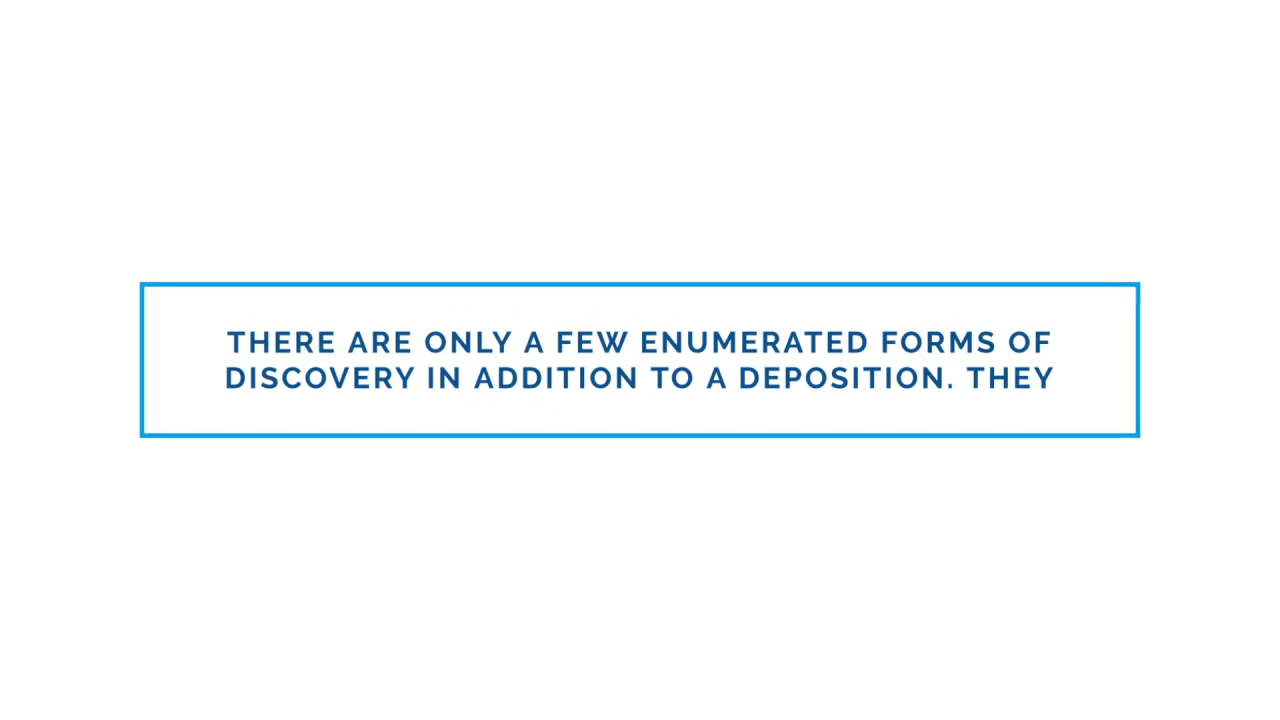 THERE ARE ONLY A FEW ENUMERATED FORMS OF
DISCOVERY IN ADDITION TO A DEPOSITION. THEY